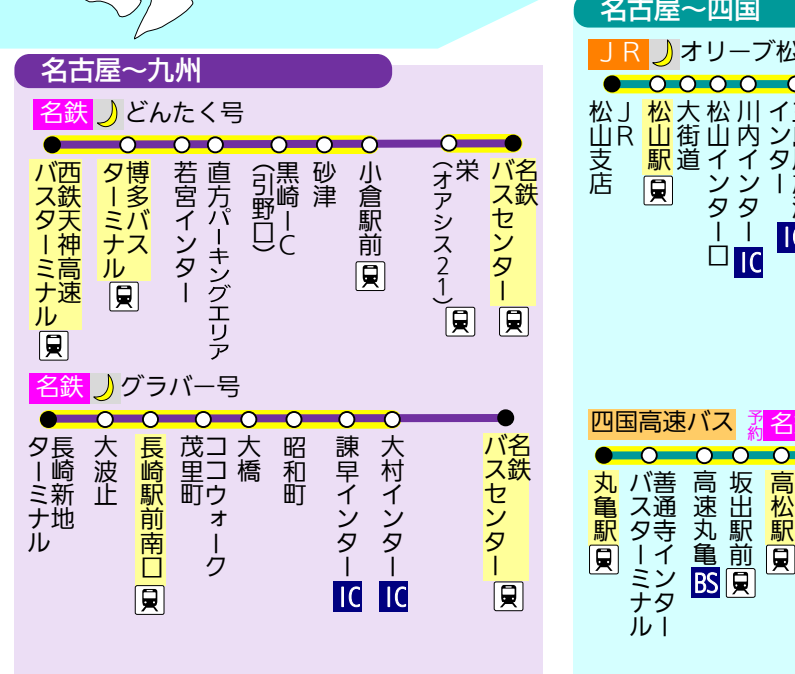 名古屋～九州
名鉄 どんたく号
西鉄天神高速
バスターミナル
博多バス
ターミナル
若宮インター
直方パーキングエリア
黒崎ーC
(引野口)
砂津
小倉駅前
栄
(オアシス21)
名鉄
バスセンター
名鉄 グラバー号
長崎新地
ターミナル
大波止
長崎駅前南口
ココウォーク
茂里町
大橋
昭和町
諫早インター IC
大村インター IC
名鉄
バスセンター
名古屋～四国
JR オリーブ松
JR
松山支店
松山駅
大街道
松山インター口
川内インター IC
インター
四国高速バス 予約 名
丸亀駅
善通寺インター
バスターミナル
高速丸亀 BS
坂出駅前
高松駅